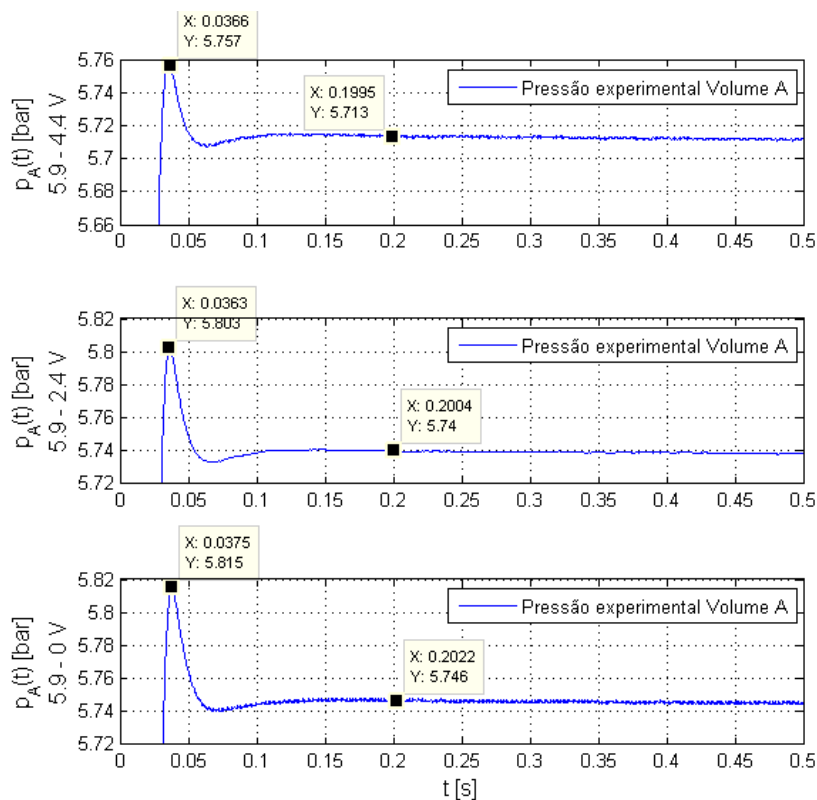 X: 0.0366
Y: 5.757
5.76
5.74
5.72
5.7
5.68
5.66
p_A(t) [bar]
5.9 - 4.4 V
Pressão experimental Volume A
X: 0.1995
Y: 5.713
0 0.05 0.1 0.15 0.2 0.25 0.3 0.35 0.4 0.45 0.5
X: 0.0363
Y: 5.803
5.82
5.8
5.78
5.76
5.74
5.72
p_A(t) [bar]
5.9 - 2.4 V
Pressão experimental Volume A
X: 0.2004
Y: 5.74
0 0.05 0.1 0.15 0.2 0.25 0.3 0.35 0.4 0.45 0.5
X: 0.0375
Y: 5.815
5.82
5.8
5.78
5.76
5.74
5.72
p_A(t) [bar]
5.9 - 0 V
Pressão experimental Volume A
X: 0.2022
Y: 5.746
0 0.05 0.1 0.15 0.2 0.25 0.3 0.35 0.4 0.45 0.5
t [s]